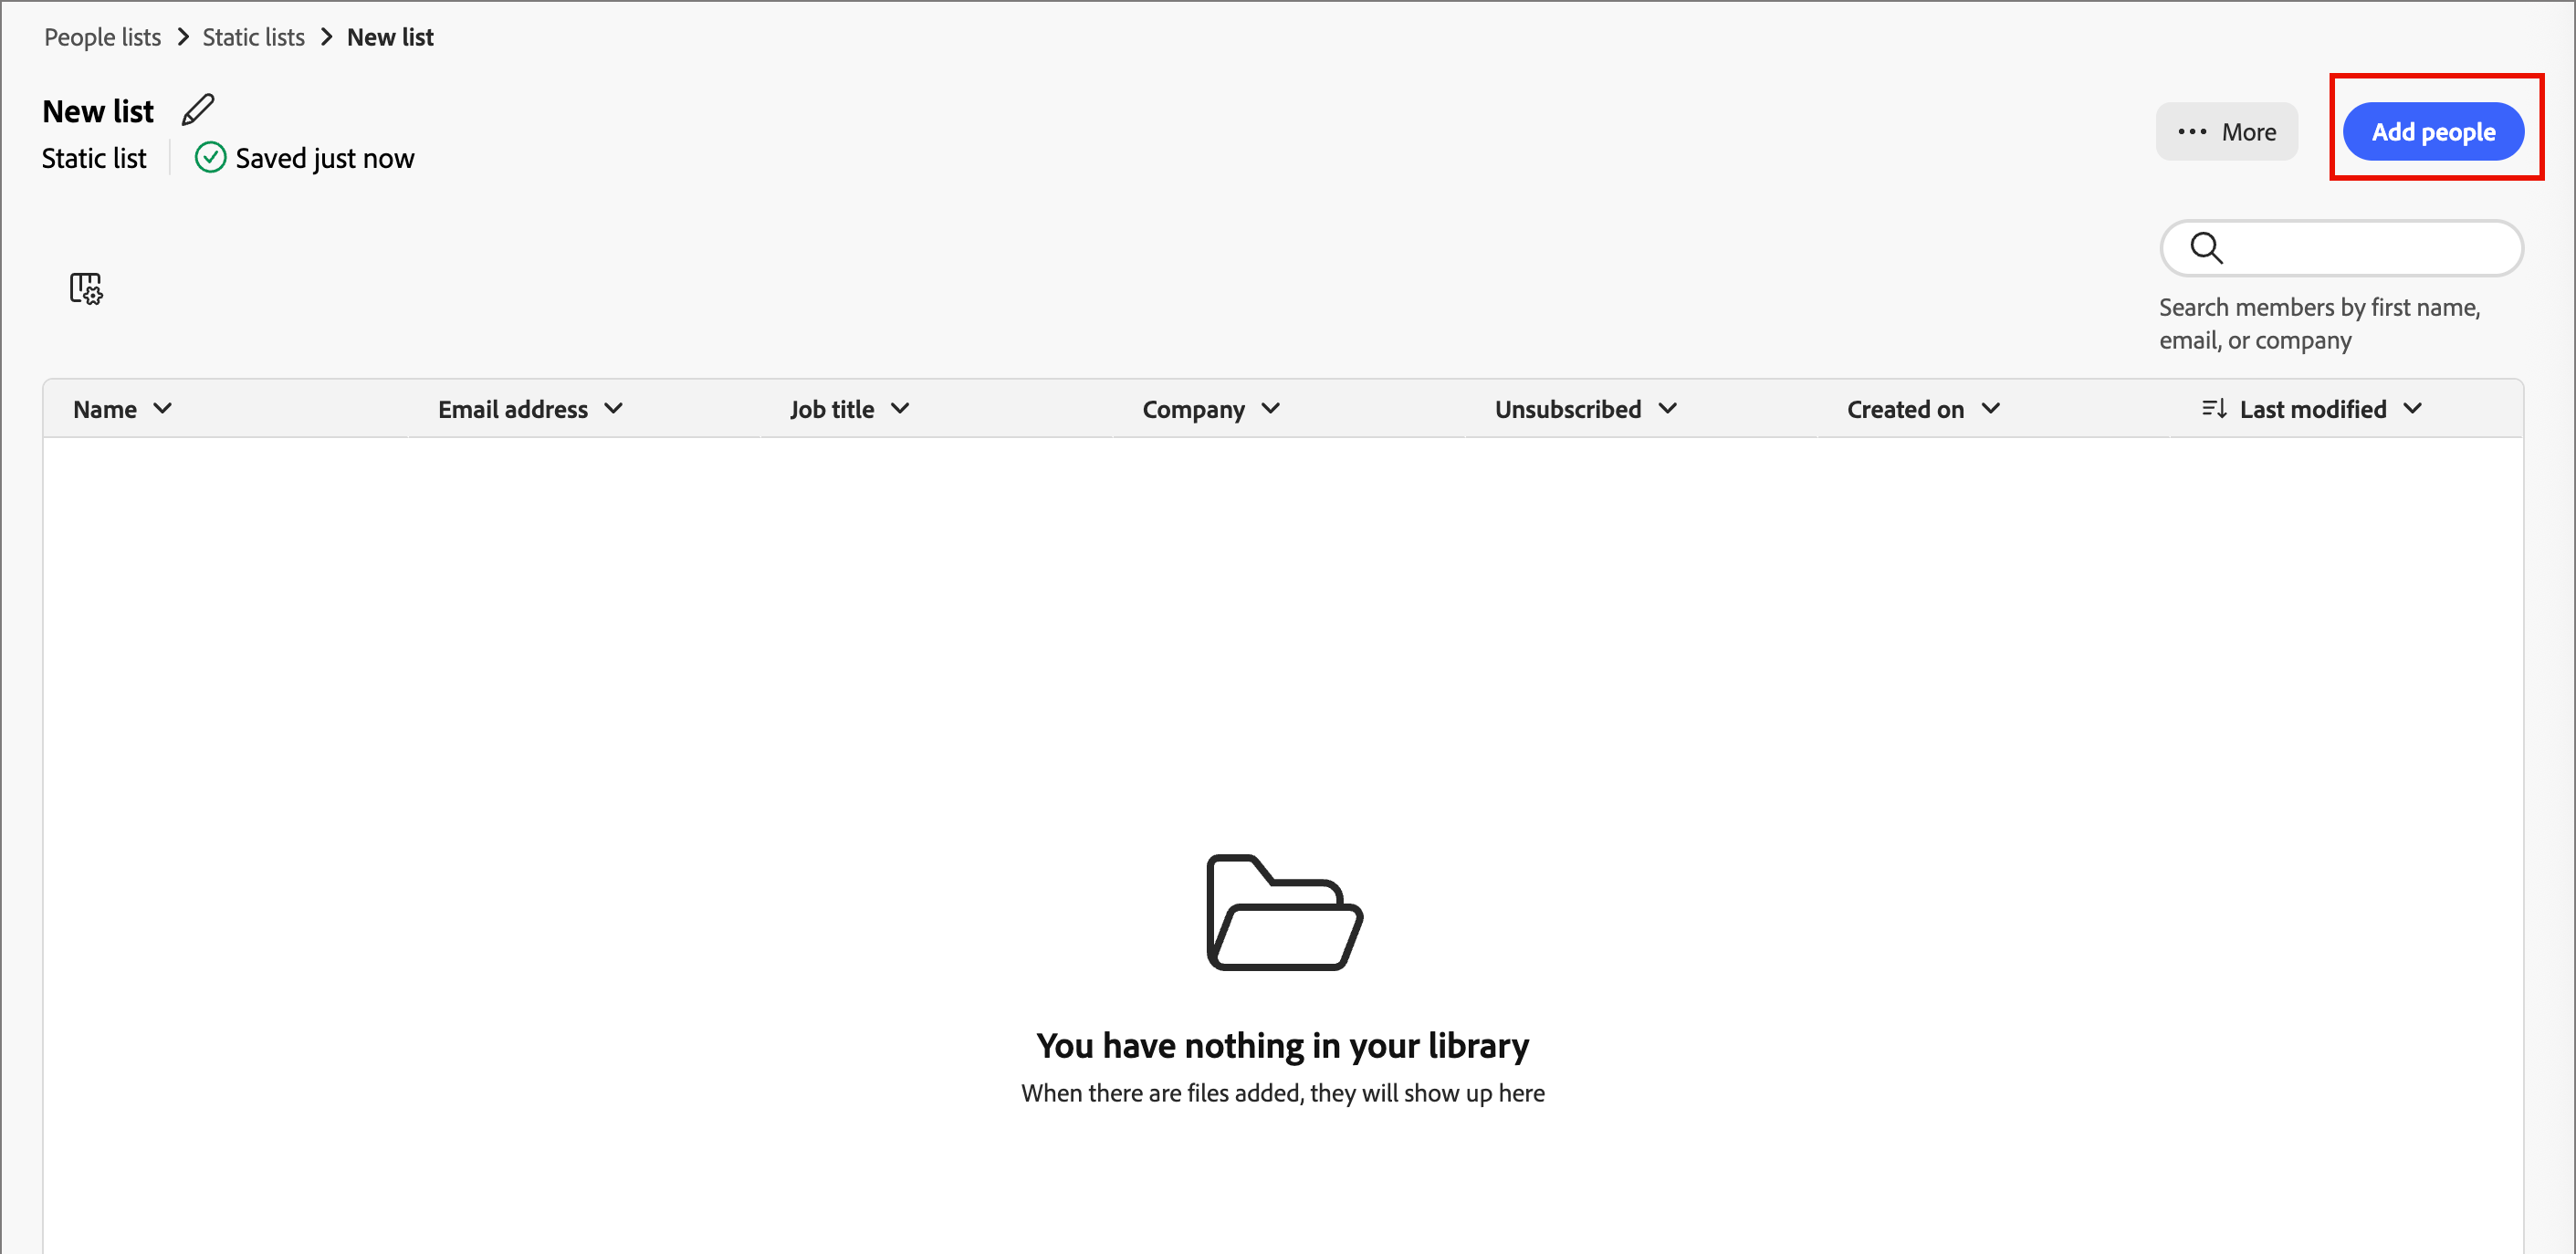 People lists > Static lists > New list
New list
Static list Saved just now
More
Add people
Search members by first name,
email, or company
Name Email address Job title Company Unsubscribed Created on Last modified
You have nothing in your library
When there are files added, they will show up here